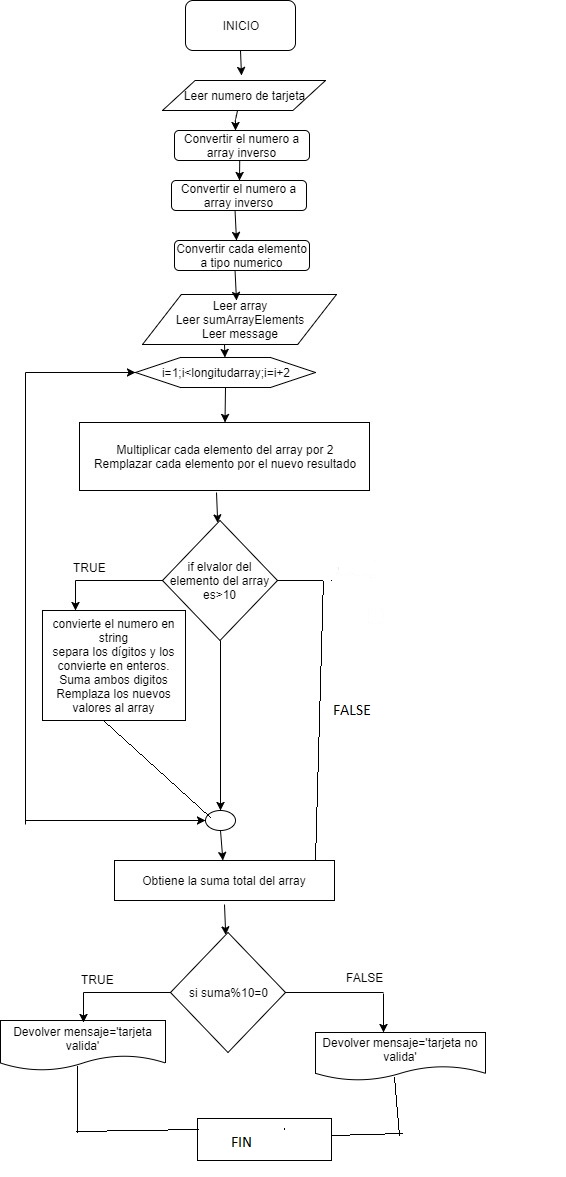 INICIO
Leer numero de tarjeta
Convertir el numero a
array inverso
Convertir el numero a
array inverso
Convertir cada elemento
a tipo numerico
Leer array
Leer sumArrayElements
Leer message
i=1;i<longitudarray;i=i+2
Multiplicar cada elemento del array por 2
Remplazar cada elemento por el nuevo resultado
if elvalor del
elemento del array
es>10
TRUE
convierte el numero en
string
separa los dígitos y los
convierte en enteros.
Suma ambos digitos
Remplaza los nuevos
valores al array
FALSE
Obtiene la suma total del array
si suma%10=0
TRUE
FALSE
Devolver mensaje='tarjeta
valida'
Devolver mensaje='tarjeta no
valida'
FIN